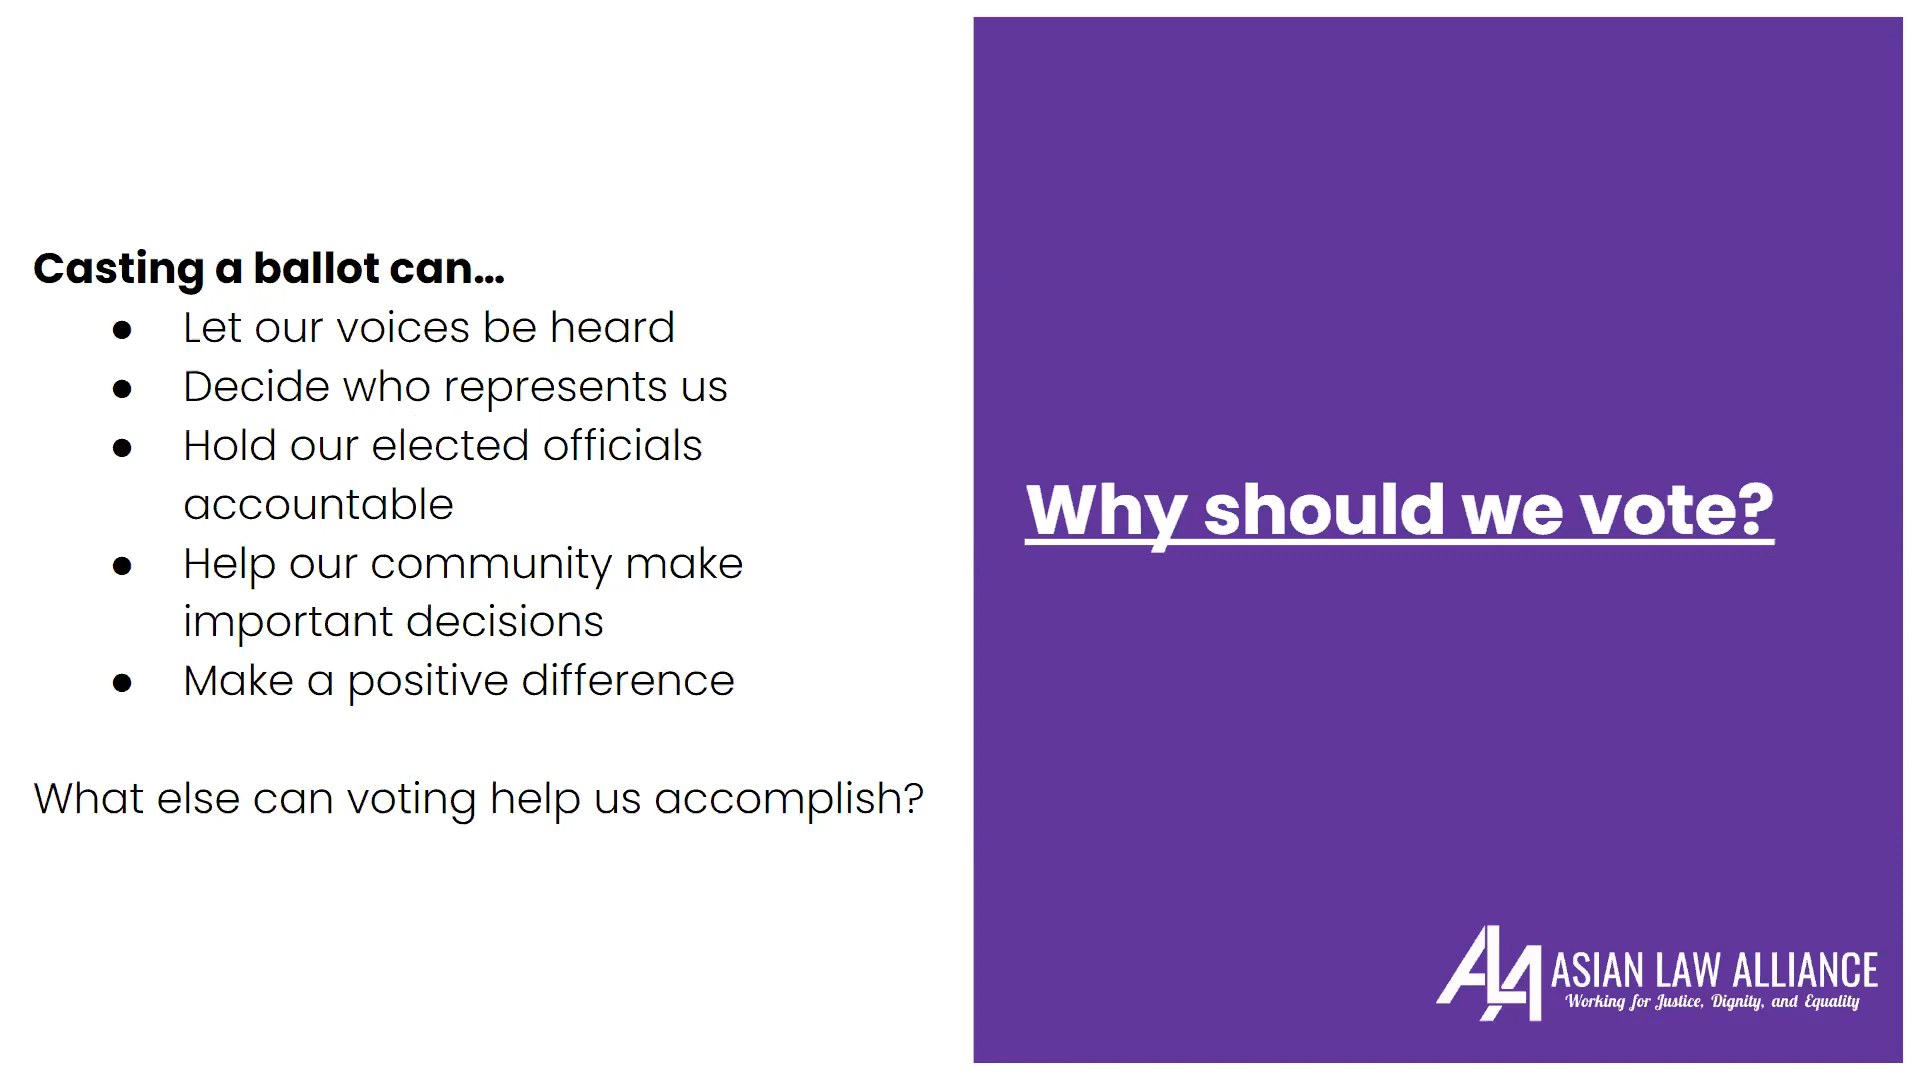 Casting a ballot can...
● Let our voices be heard
● Decide who represents us
● Hold our elected officials
accountable
● Help our community make
important decisions
● Make a positive difference
What else can voting help us accomplish?
Why should we vote?
ALA
ASIAN LAW ALLIANCE
Working for Justice, Dignity, and Equality